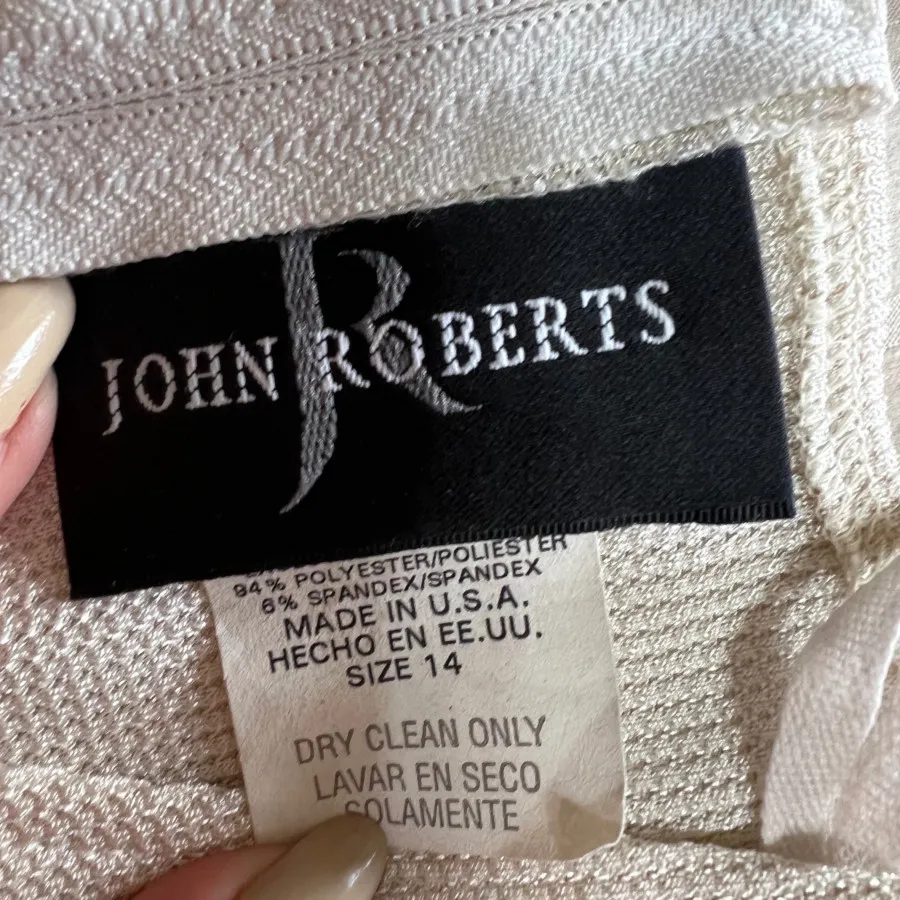 JOHN ROBERTS
94% POLYESTER/POLIESTER
6% SPANDEX/SPANDEX
MADE IN U.S.A.
HECHO EN EE.UU.
SIZE 14
DRY CLEAN ONLY
LAVAR EN SECO
SOLAMENTE